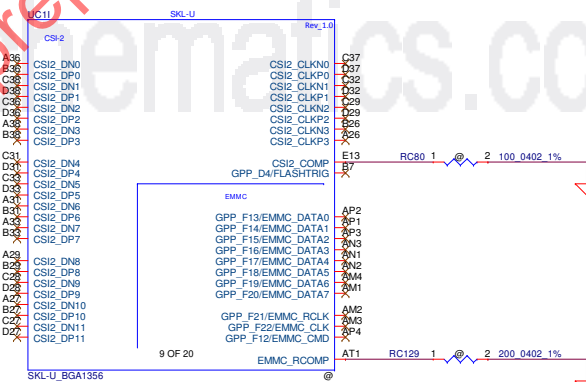 UC1I SKL-U
Rev_1.0
CSI-2
A36 CSI2_DN0 CSI2_CLKN0 C37
B36 CSI2_DP0 CSI2_CLKP0 D37
C38 CSI2_DN1 CSI2_CLKN1 C32
D38 CSI2_DP1 CSI2_CLKP1 D32
C36 CSI2_DN2 CSI2_CLKN2 C29
D36 CSI2_DP2 CSI2_CLKP2 D29
A38 CSI2_DN3 CSI2_CLKN3 B26
B38 CSI2_DP3 CSI2_CLKP3 A26
C31 CSI2_DN4 CSI2_COMP E13 RC80 1 @ 2 100_0402_1%
D31 CSI2_DP4 GPP_D4/FLASHTRIG B7
C33 CSI2_DN5
D33 CSI2_DP5
A31 CSI2_DN6 EMMC
B31 CSI2_DP6 GPP_F13/EMMC_DATA0 AP2
A33 CSI2_DN7 GPP_F14/EMMC_DATA1 AP1
B33 CSI2_DP7 GPP_F15/EMMC_DATA2 AP3
GPP_F16/EMMC_DATA3 AN3
A29 CSI2_DN8 GPP_F17/EMMC_DATA4 AN1
B29 CSI2_DP8 GPP_F18/EMMC_DATA5 AN2
C28 CSI2_DN9 GPP_F19/EMMC_DATA6 AM4
D28 CSI2_DP9 GPP_F20/EMMC_DATA7 AM1
A27 CSI2_DN10
B27 CSI2_DP10 GPP_F21/EMMC_RCLK AM2
C27 CSI2_DN11 GPP_F22/EMMC_CLK AM3
D27 CSI2_DP11 GPP_F12/EMMC_CMD AP4
9 OF 20
EMMC_RCOMP AT1 RC129 1 @ 2 200_0402_1%
SKL-U_BGA1356 @